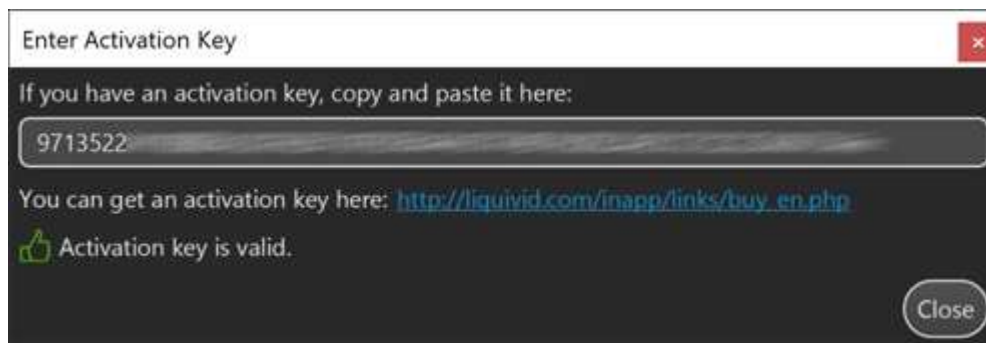 Enter Activation Key
If you have an activation key, copy and paste it here:
9713522
You can get an activation key here: http://liquivid.com/inapp/links/buy_en.php
Activation key is valid.
Close